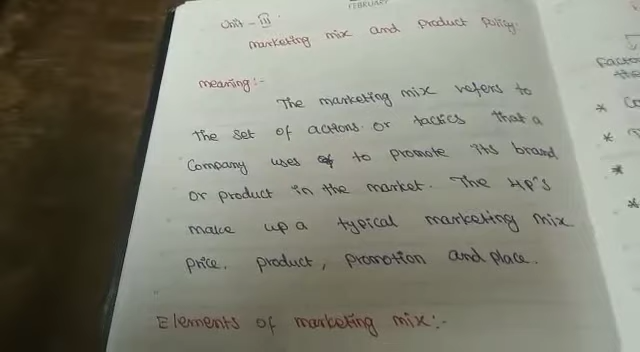 FEBRUARY
Unit - III :
Marketing mix and product policy.
meaning:-
The marketing mix refers to
the set of actions or tactics that a
Company uses to promote its brand
or product in the market. The 4P's
make up a typical marketing mix
price, product, promotion and place.
Elements of marketing mix:-